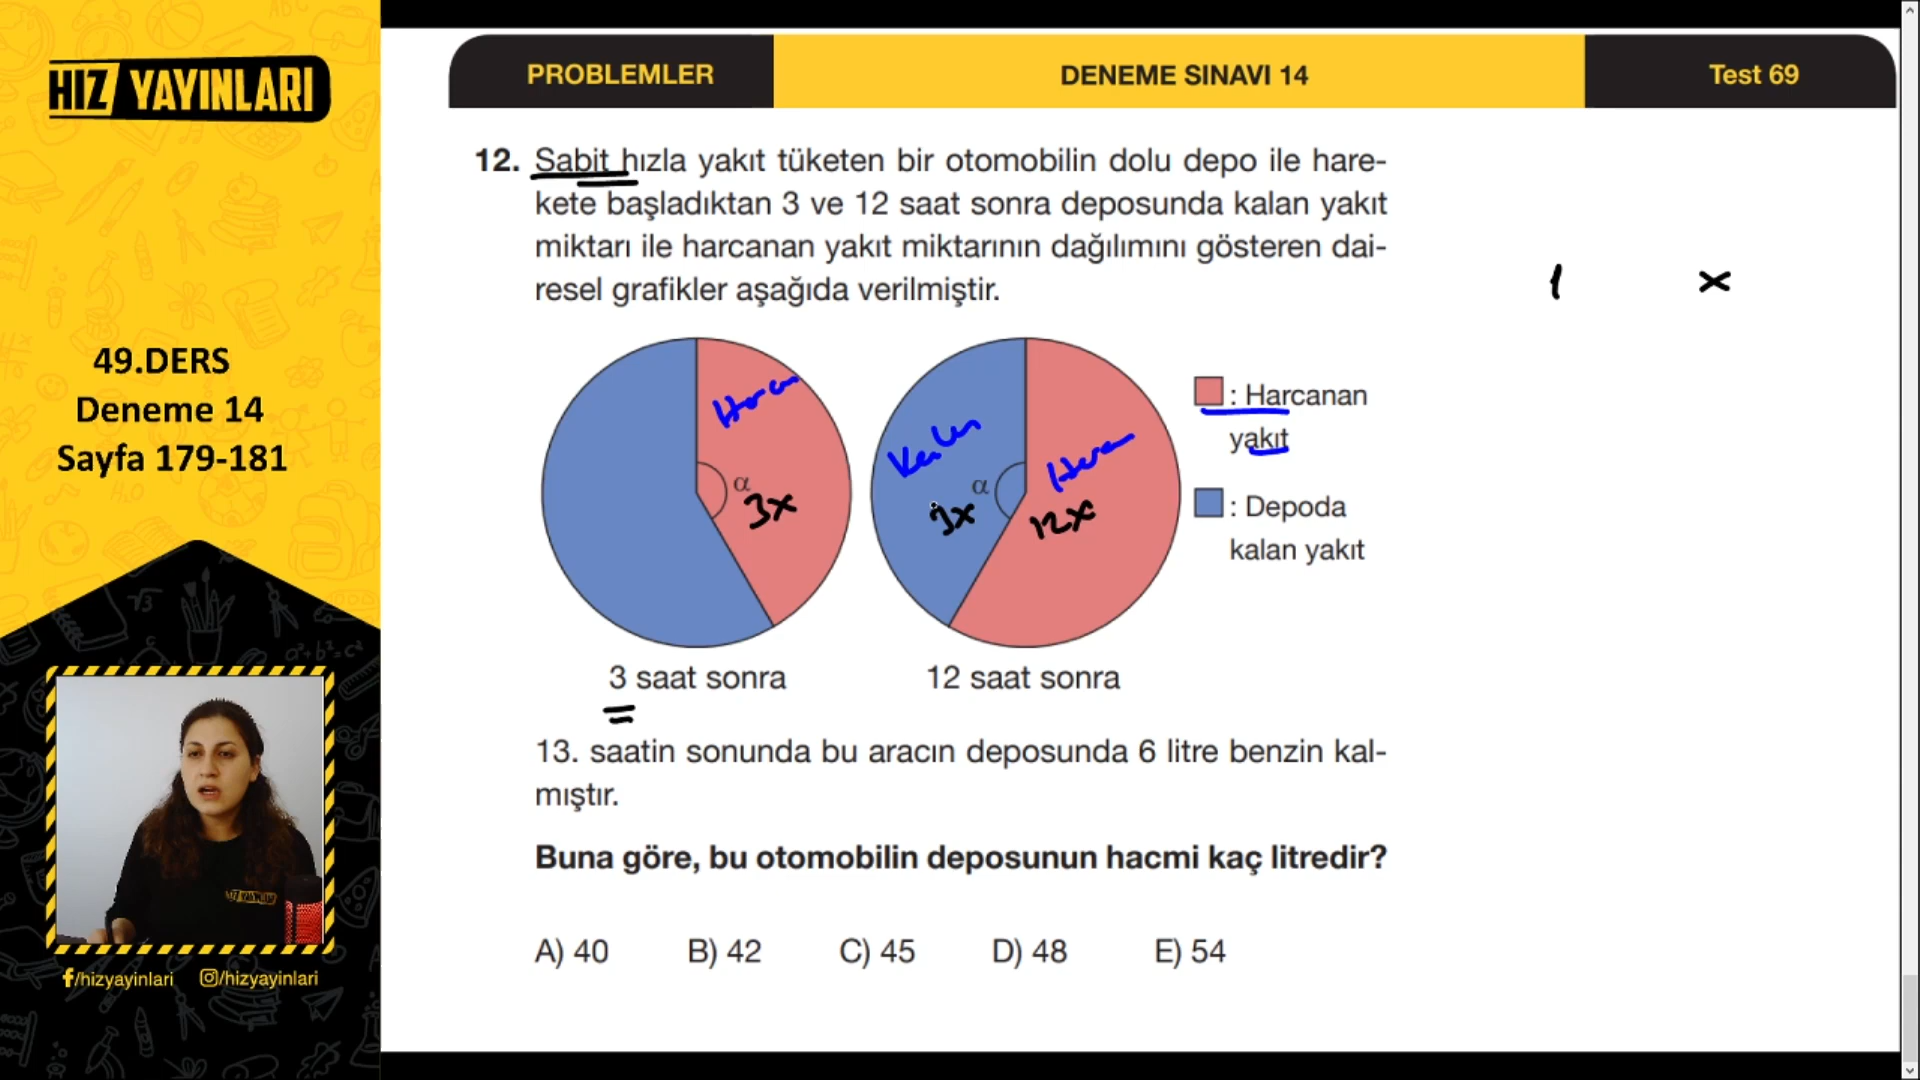 HIZ YAYINLARI
49.DERS
Deneme 14
Sayfa 179-181
f/hizyayinlari
/hizyayinlari
PROBLEMLER
DENEME SINAVI 14
Test 69
12. Sabit hızla yakıt tüketen bir otomobilin dolu depo ile hare-
kete başladıktan 3 ve 12 saat sonra deposunda kalan yakıt
miktarı ile harcanan yakıt miktarının dağılımını gösteren dai-
resel grafikler aşağıda verilmiştir.
1 x
α
3x
α
3x
12x
: Harcanan
yakıt
: Depoda
kalan yakıt
3 saat sonra
12 saat sonra
13. saatin sonunda bu aracın deposunda 6 litre benzin kal-
mıştır.
Buna göre, bu otomobilin deposunun hacmi kaç litredir?
A) 40 B) 42 C) 45 D) 48 E) 54